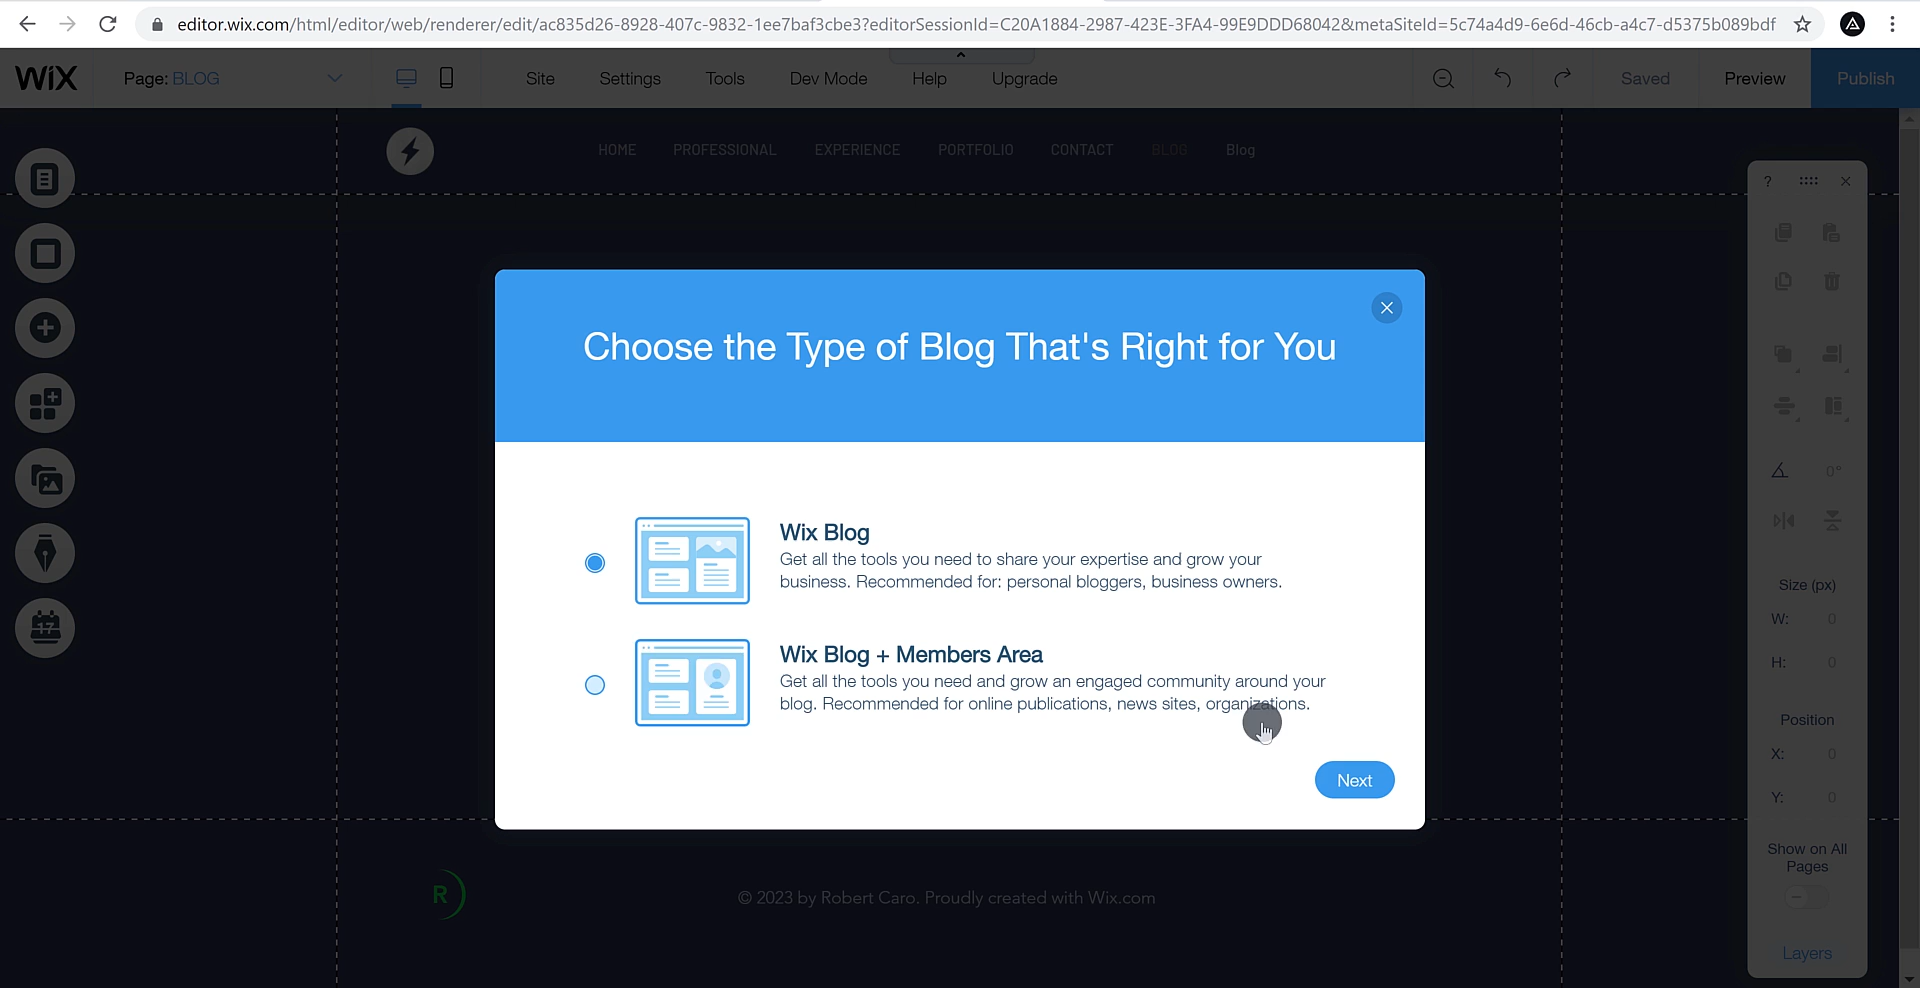 editor.wix.com/html/editor/web/renderer/edit/ac835d26-8928-407c-9832-1ee7baf3cbe3?editorSessionId=C20A1884-2987-423E-3FA4-99E9DDD68042&metaSiteId=5c74a4d9-6e6d-46cb-a4c7-d5375b089bdf
WiX Page: BLOG Site Settings Tools Dev Mode Help Upgrade Saved Preview Publish
HOME PROFESSIONAL EXPERIENCE PORTFOLIO CONTACT BLOG Blog
?
Choose the Type of Blog That's Right for You
0°
Wix Blog
Get all the tools you need to share your expertise and grow your
business. Recommended for: personal bloggers, business owners.
Size (px)
W: 0
17
Wix Blog + Members Area
H: 0
Get all the tools you need and grow an engaged community around your
blog. Recommended for online publications, news sites, organizations.
Position
X: 0
Next
Y: 0
Show on All
Pages
R
© 2023 by Robert Caro. Proudly created with Wix.com
Layers